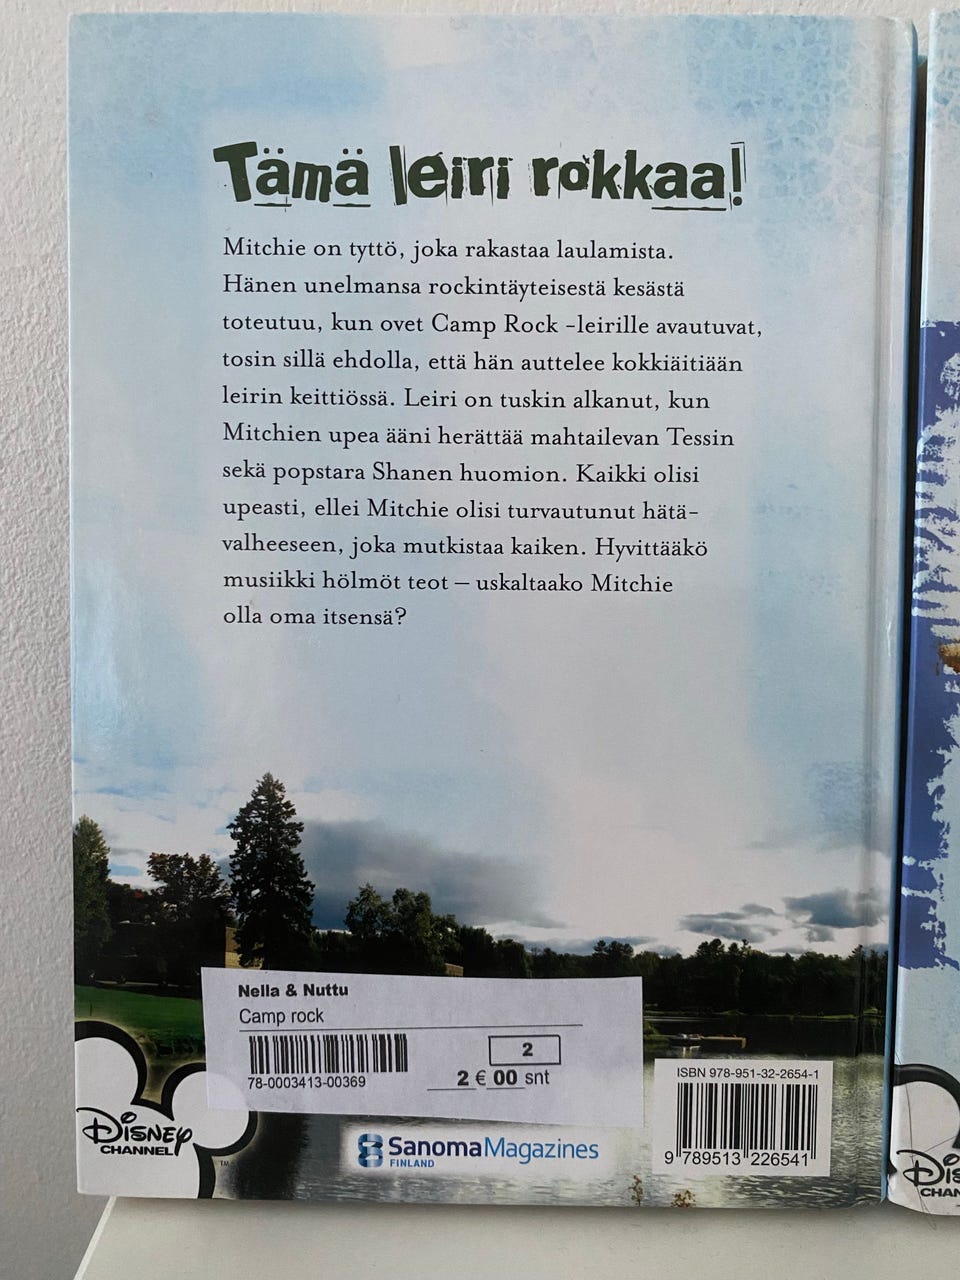 Tämä leiri rokkaa!
Mitchie on tyttö, joka rakastaa laulamista.
Hänen unelmansa rockintäyteisestä kesästä
toteutuu, kun ovet Camp Rock -leirille avautuvat,
tosin sillä ehdolla, että hän auttelee kokkiäitiään
leirin keittiössä. Leiri on tuskin alkanut, kun
Mitchien upea ääni herättää mahtailevan Tessin
sekä popstara Shanen huomion. Kaikki olisi
upeasti, ellei Mitchie olisi turvautunut hätä-
valheeseen, joka mutkistaa kaiken. Hyvittääkö
musiikki hölmöt teot – uskaltaako Mitchie
olla oma itsensä?
Nella & Nuttu
Camp rock
2
78-0003413-00369
2 € 00 snt
ISBN 978-951-32-2654-1
9 789513 226541
Disney
CHANNEL
TM
SanomaMagazines
FINLAND
Dis
CHAN